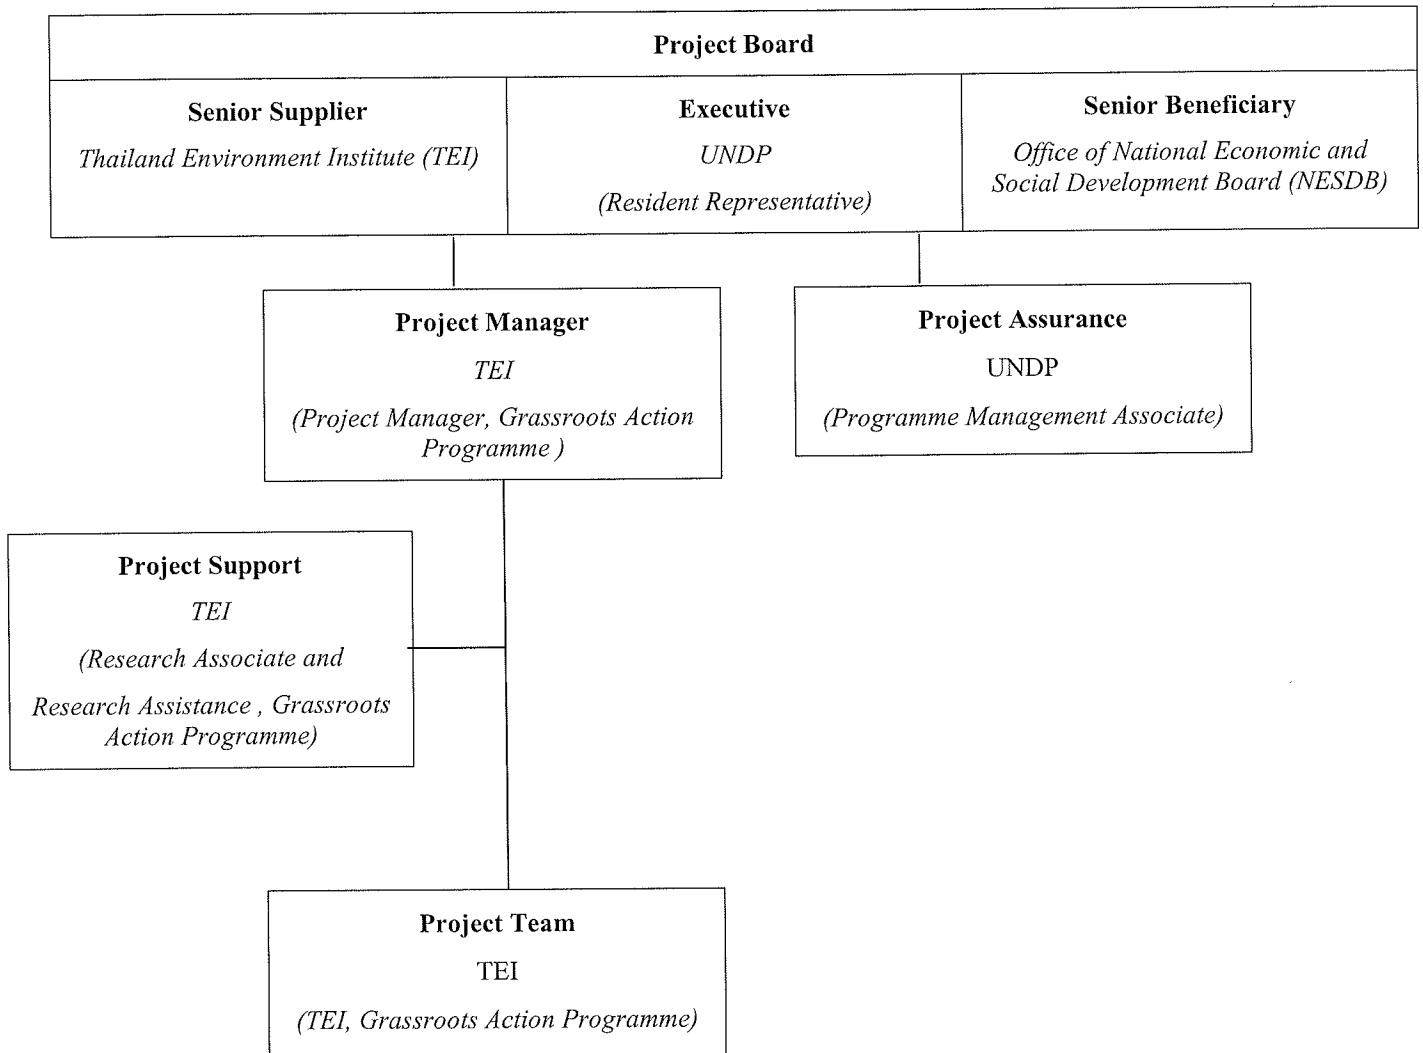 Project Board
Senior Supplier
Thailand Environment Institute (TEI)
Executive
UNDP
(Resident Representative)
Senior Beneficiary
Office of National Economic and
Social Development Board (NESDB)
Project Manager
TEI
(Project Manager, Grassroots Action
Programme )
Project Assurance
UNDP
(Programme Management Associate)
Project Support
TEI
(Research Associate and
Research Assistance , Grassroots
Action Programme)
Project Team
TEI
(TEI, Grassroots Action Programme)